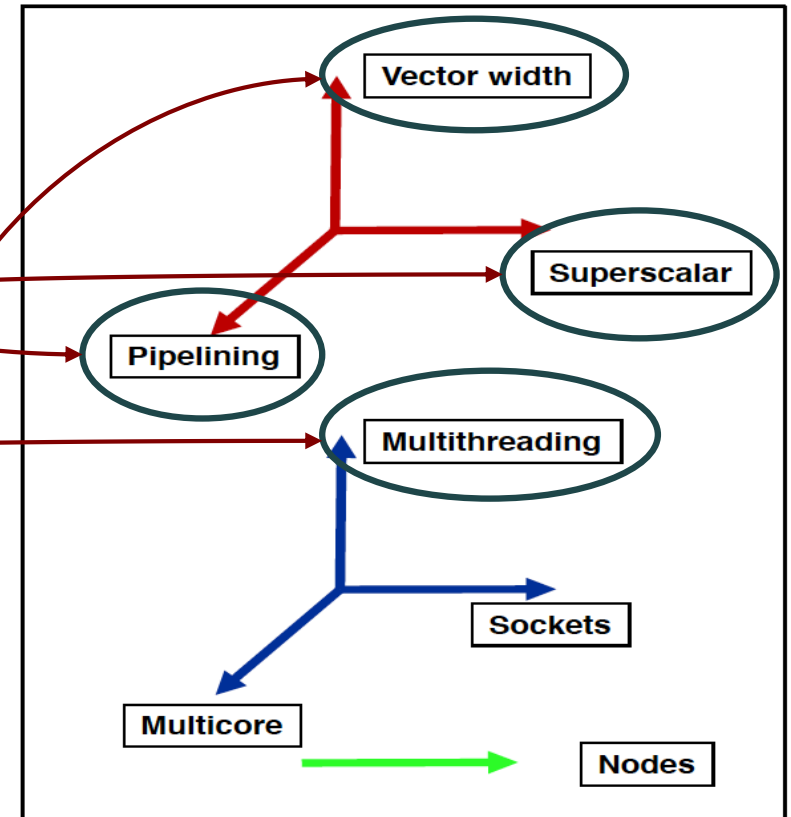 Vector width
Superscalar
Pipelining
Multithreading
Sockets
Multicore
Nodes